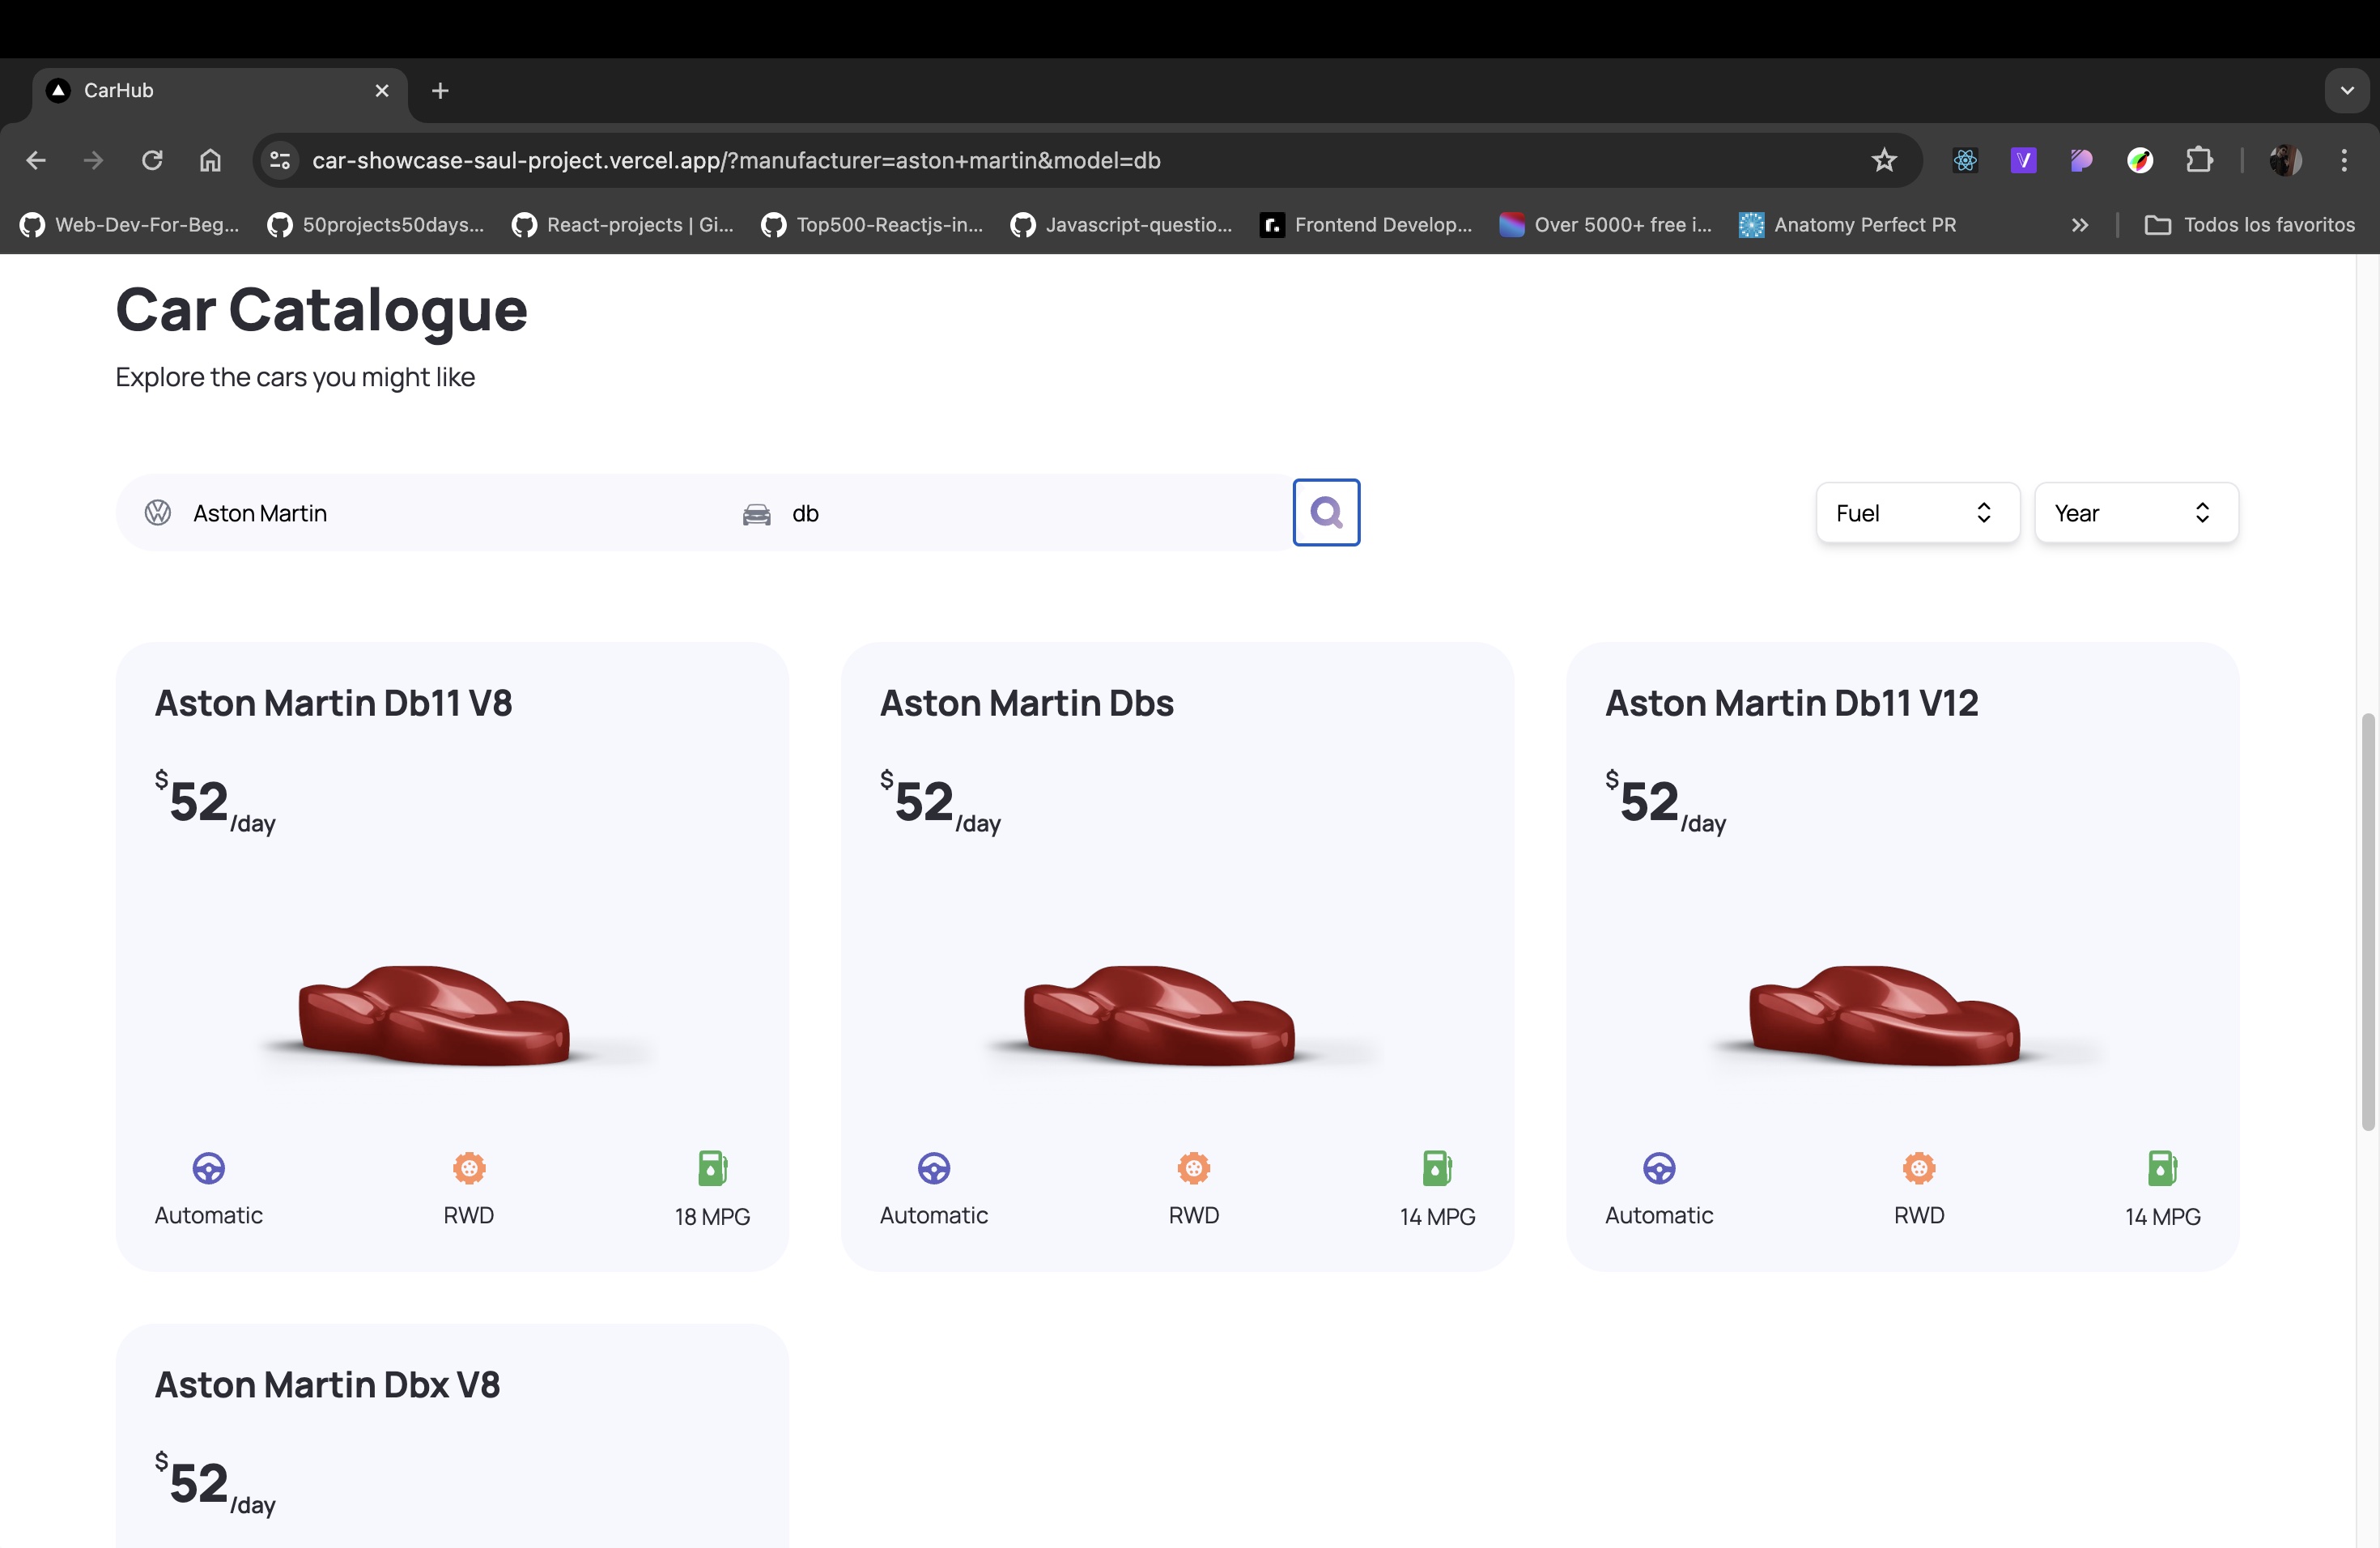 CarHub
car-showcase-saul-project.vercel.app/?manufacturer=aston+martin&model=db
Web-Dev-For-Beg...
50projects50days...
React-projects | Gi...
Top500-Reactjs-in...
Javascript-questio...
Frontend Develop...
Over 5000+ free i...
Anatomy Perfect PR
Todos los favoritos
Car Catalogue
Explore the cars you might like
Aston Martin
db
Fuel
Year
Aston Martin Db11 V8
$52/day
Automatic
RWD
18 MPG
Aston Martin Dbs
$52/day
Automatic
RWD
14 MPG
Aston Martin Db11 V12
$52/day
Automatic
RWD
14 MPG
Aston Martin Dbx V8
$52/day